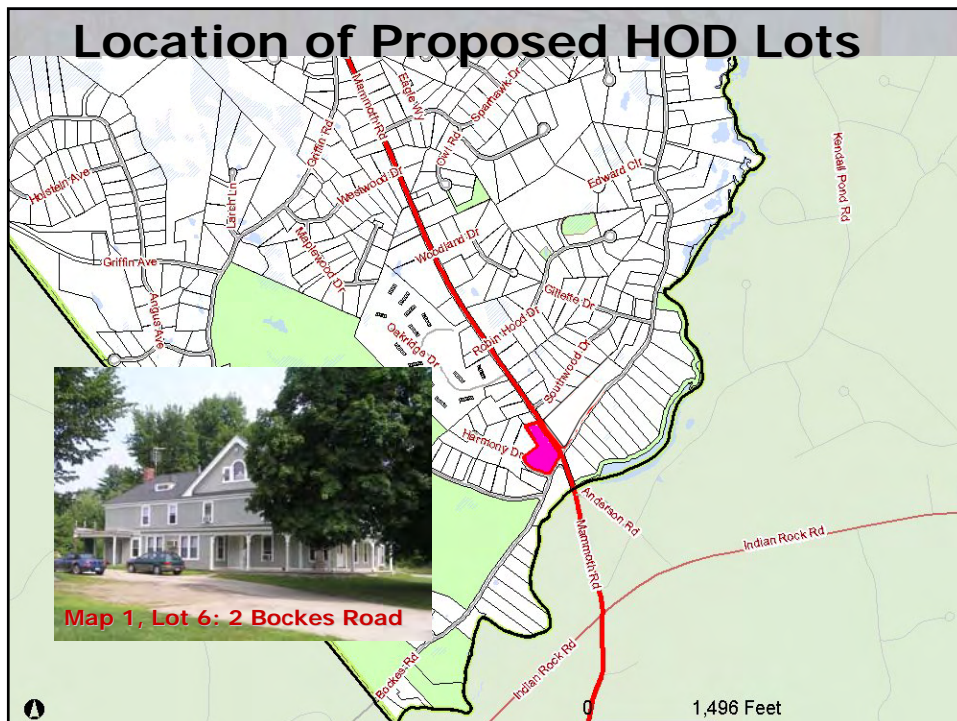 Location of Proposed HOD Lots
Mammoth Rd
Eagle Wy
Sparhawk Dr
Griffin Rd
Owl Rd
Kendall Pond Rd
Holstein Ave
Larch Ln
Westwood Dr
Edward Cir
Maplewood Dr
Woodland Dr
Griffin Ave
Angus Ave
Gillette Dr
Robin Hood Dr
Oakridge Dr
Southwood Dr
Harmony Dr
Anderson Rd
Mammoth Rd
Indian Rock Rd
Map 1, Lot 6: 2 Bockes Road
Bockes Rd
Indian Rock Rd
0 1,496 Feet